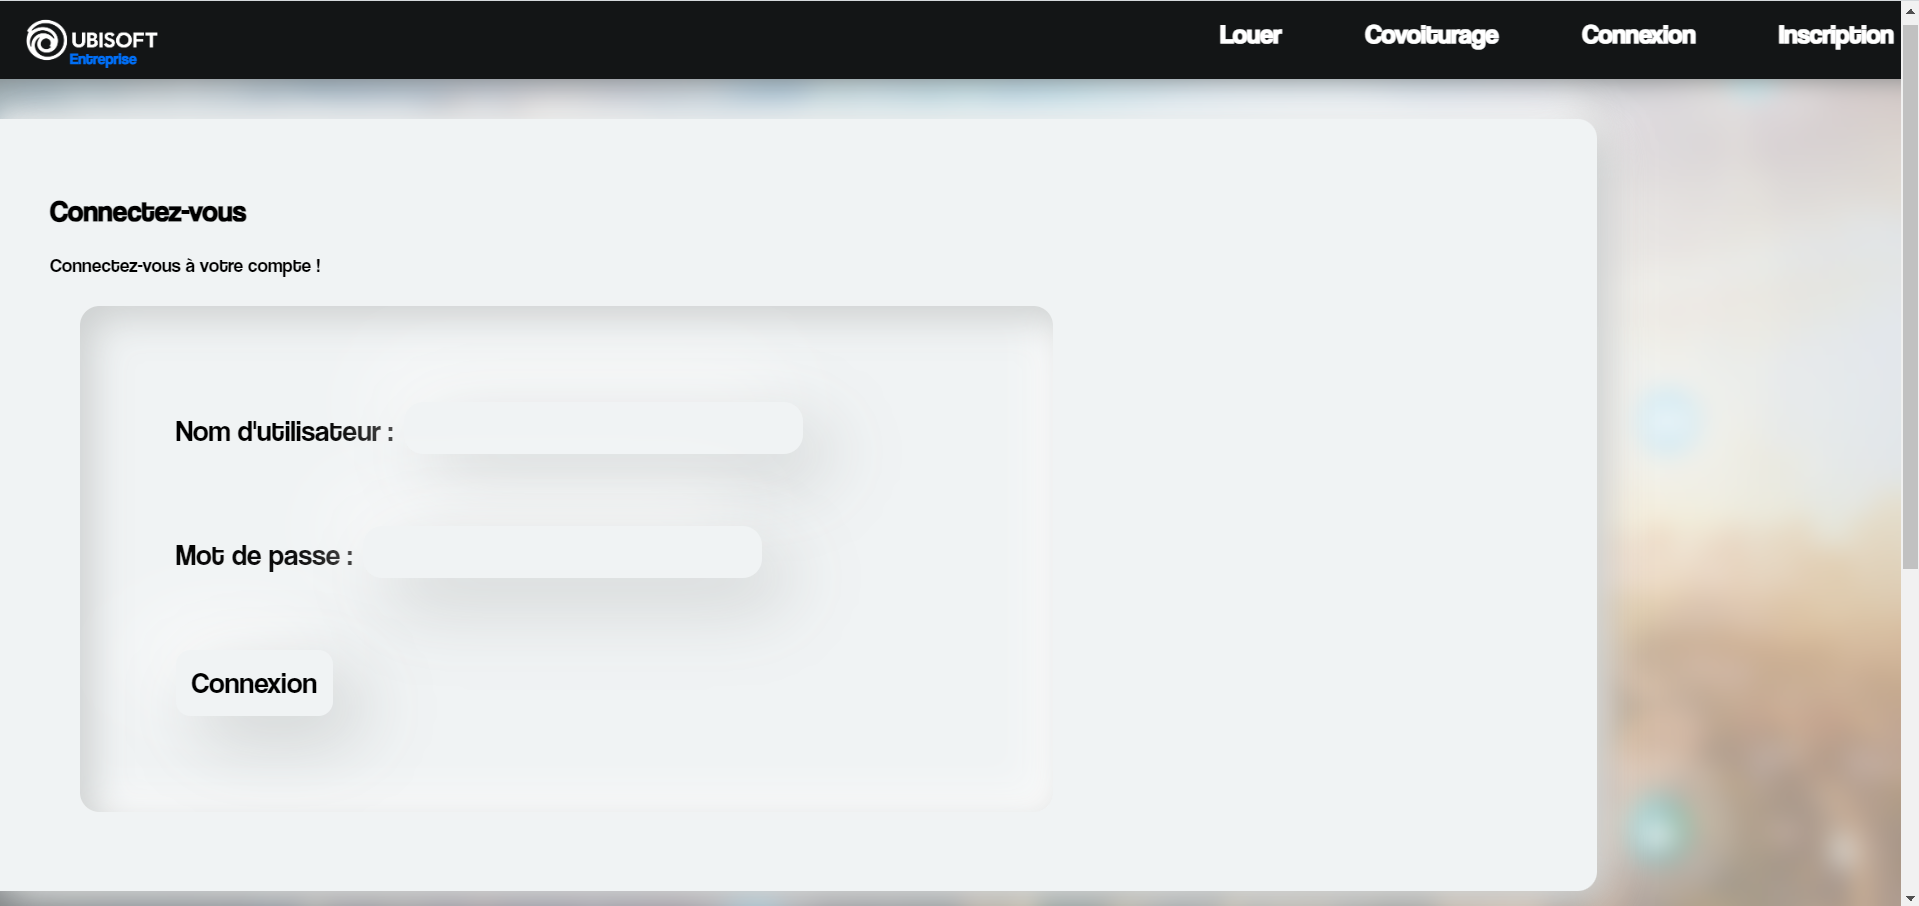 UBISOFT
Entreprise
Louer
Covoiturage
Connexion
Inscription
Connectez-vous
Connectez-vous à votre compte !
Nom d'utilisateur :
Mot de passe :
Connexion